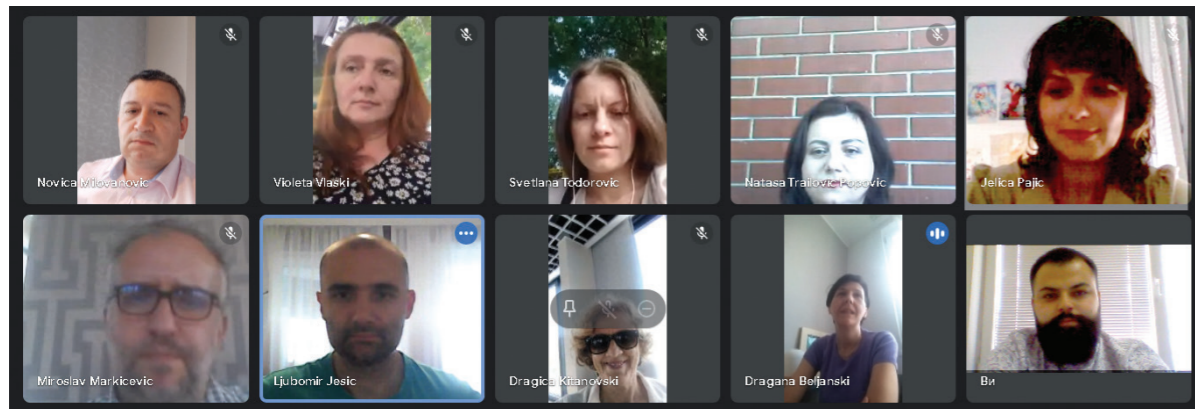 Novica Milovanovic
Violeta Vlaski
Svetlana Todorovic
Natasa Trailovic Popovic
Jelica Pajic
Miroslav Markicevic
Ljubomir Jesic
Dragica Kitanovski
Dragana Beljanski
Ви